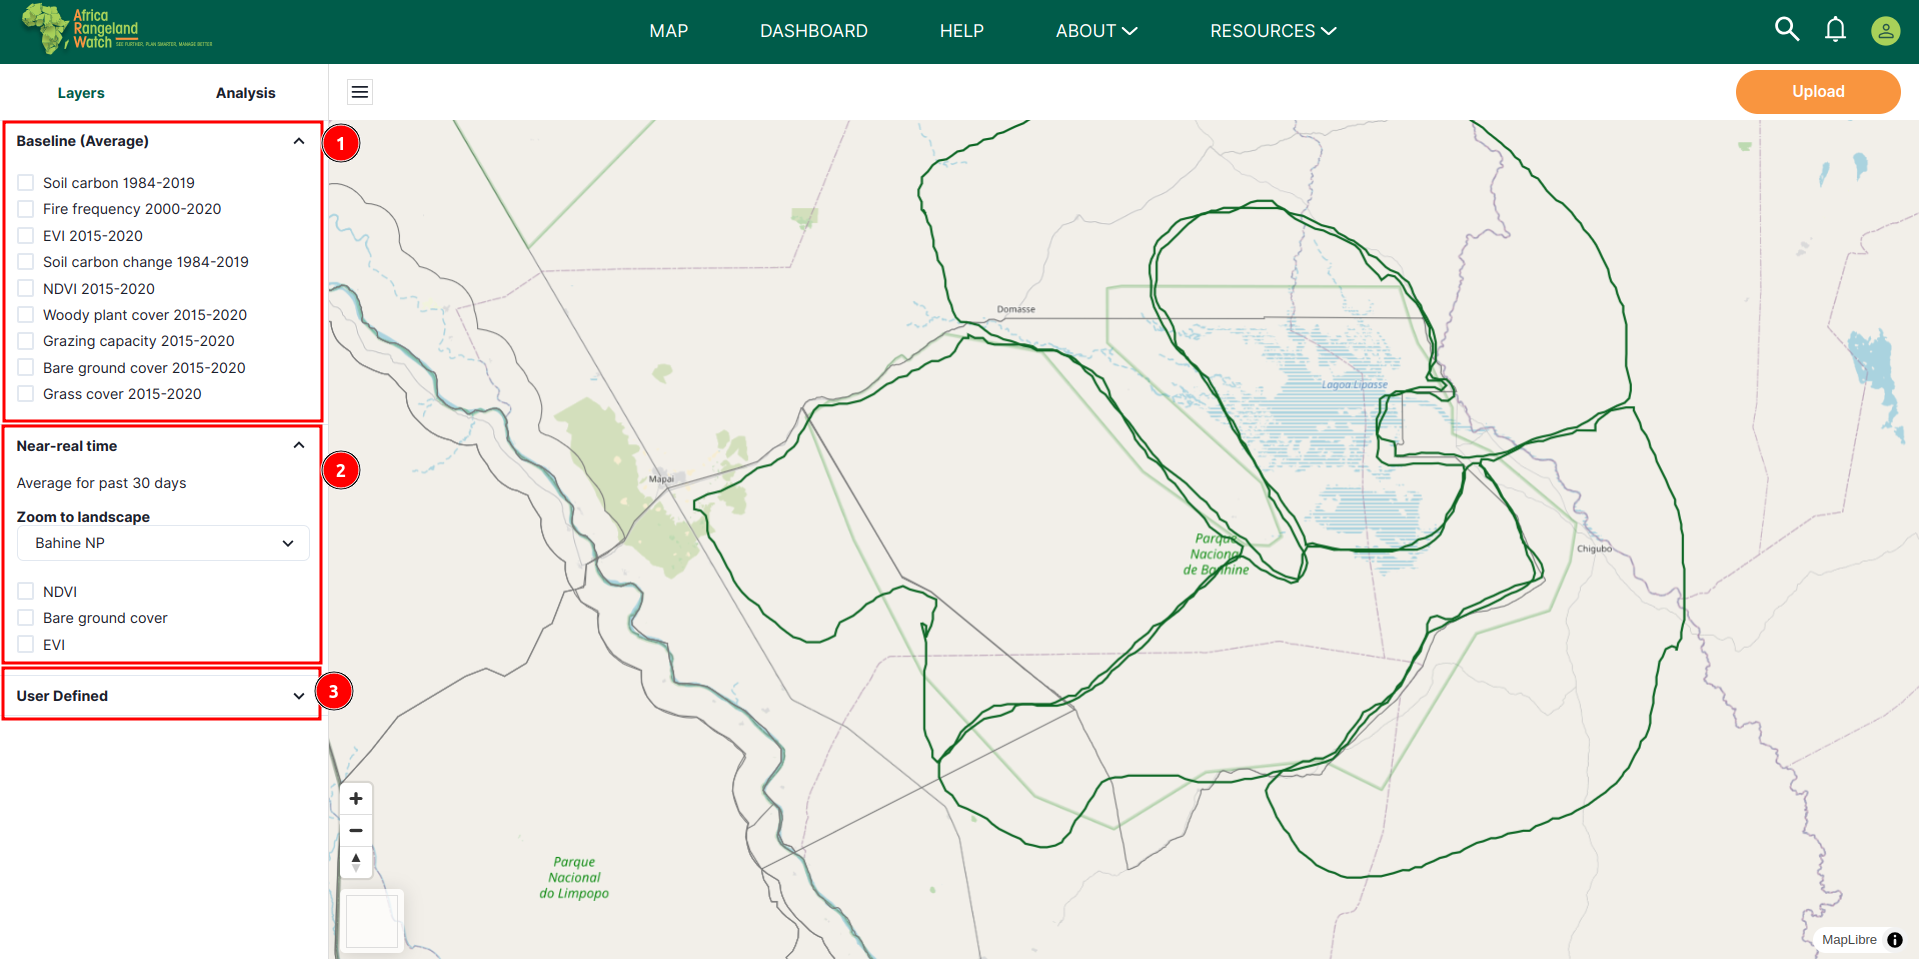 Africa
Rangeland
Watch SEE FURTHER, PLAN SMARTER, MANAGE BETTER
MAP
DASHBOARD
HELP
ABOUT
RESOURCES
Layers
Analysis
Upload
Baseline (Average)
1
Soil carbon 1984-2019
Fire frequency 2000-2020
EVI 2015-2020
Soil carbon change 1984-2019
NDVI 2015-2020
Woody plant cover 2015-2020
Grazing capacity 2015-2020
Bare ground cover 2015-2020
Grass cover 2015-2020
Near-real time
2
Average for past 30 days
Zoom to landscape
Bahine NP
NDVI
Bare ground cover
EVI
User Defined
3
Domasse
Lagoa Lipasse
Mapai
Parque
Nacional
de Banhine
Chigubo
Parque
Nacional
do Limpopo
MapLibre